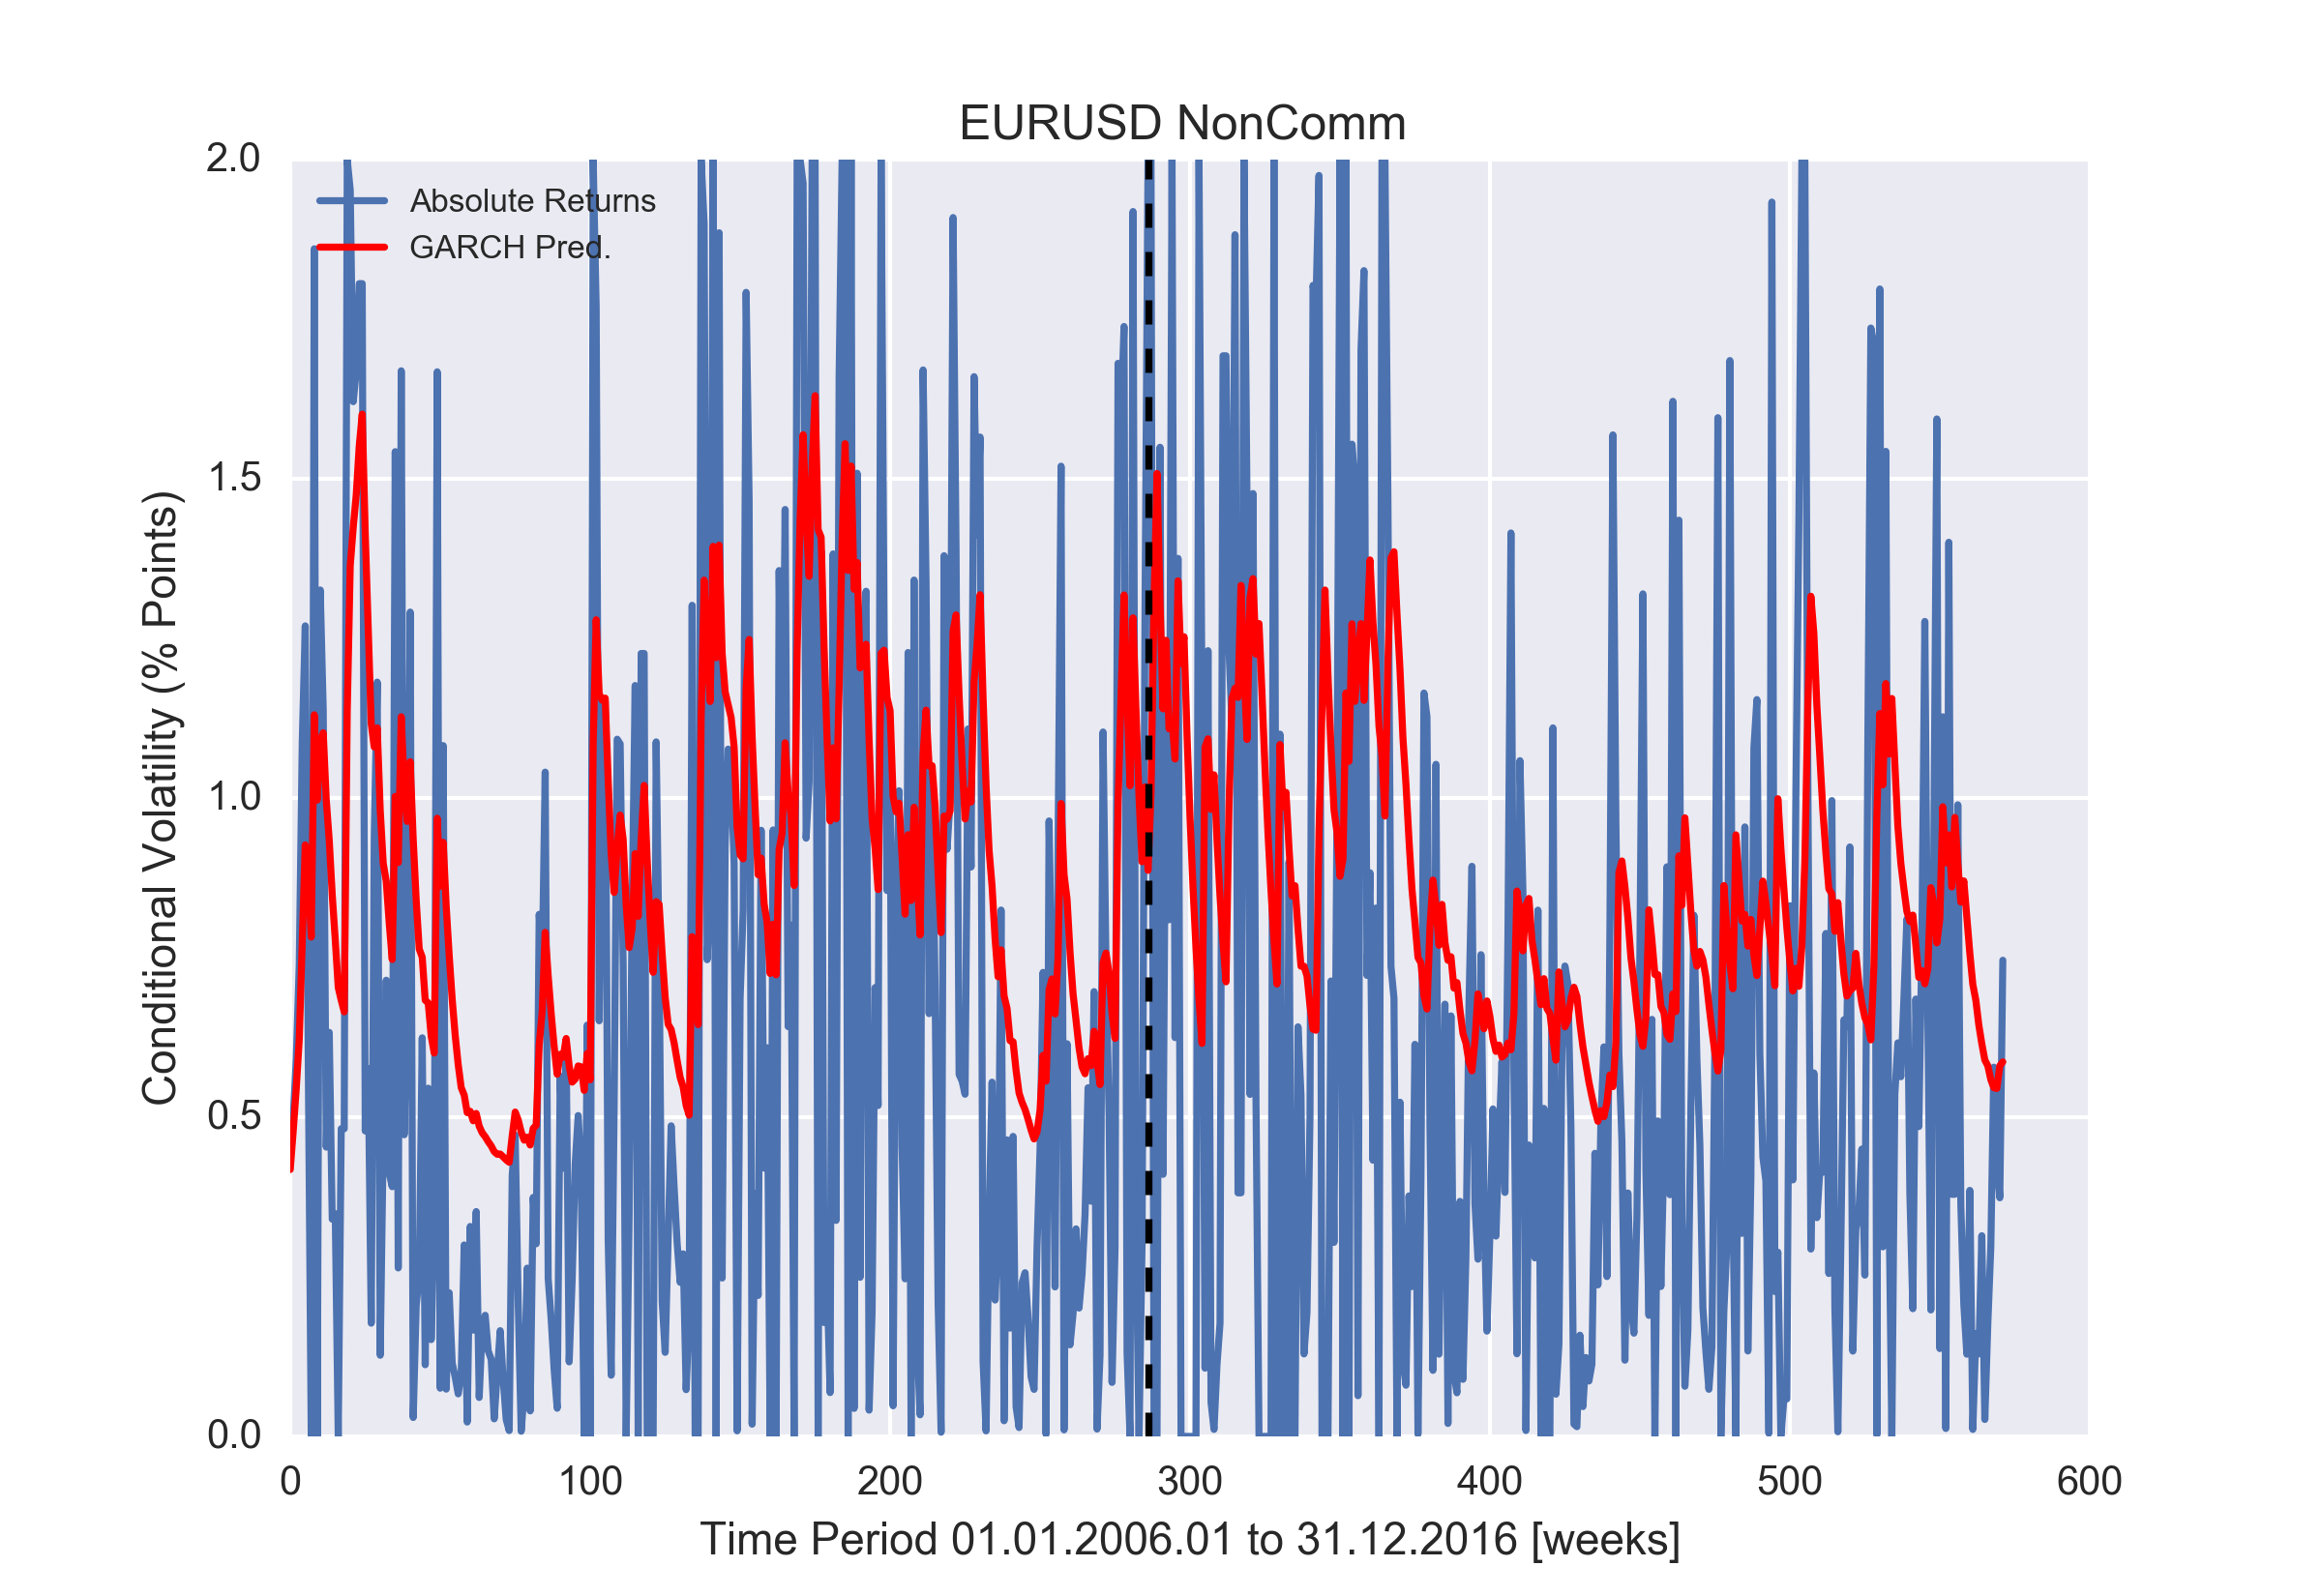 EURUSD NonComm
2.0
Absolute Returns
GARCH Pred.
1.5
1.0
0.5
0.0
Conditional Volatility (% Points)
0 100 200 300 400 500 600
Time Period 01.01.2006.01 to 31.12.2016 [weeks]